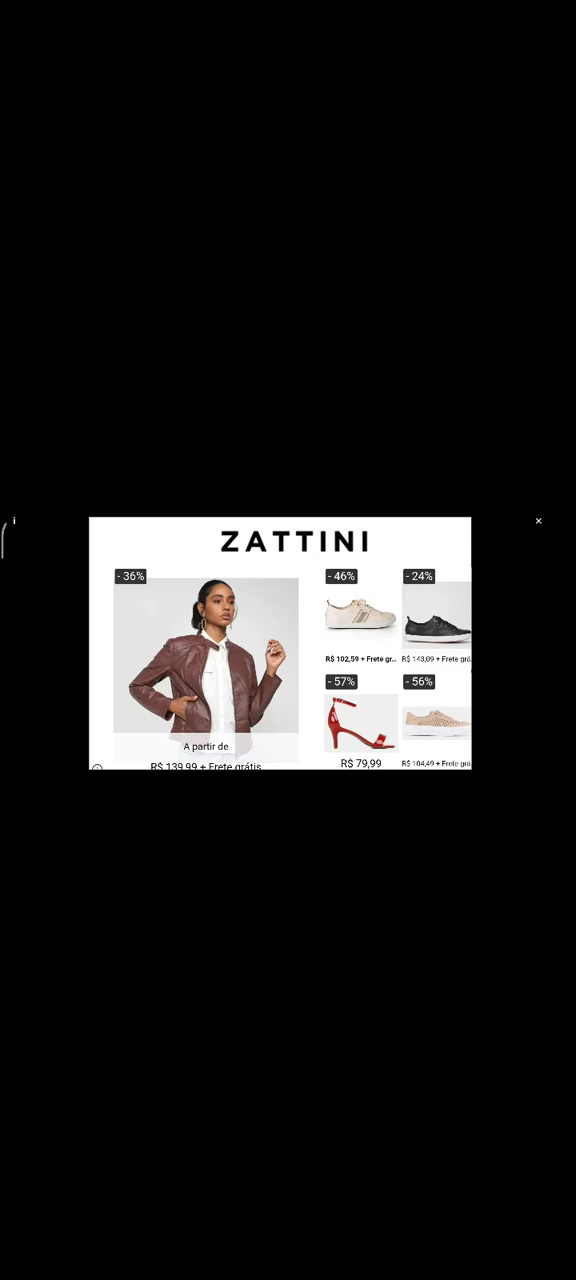 i
×
ZATTINI
- 36%
- 46%
- 24%
R$ 102,59 + Frete gr...
R$ 143,09 + Frete grá
- 57%
- 56%
A partir de
R$ 139,99 + Frete grátis
R$ 79,99
R$ 104,49 + Frete grá